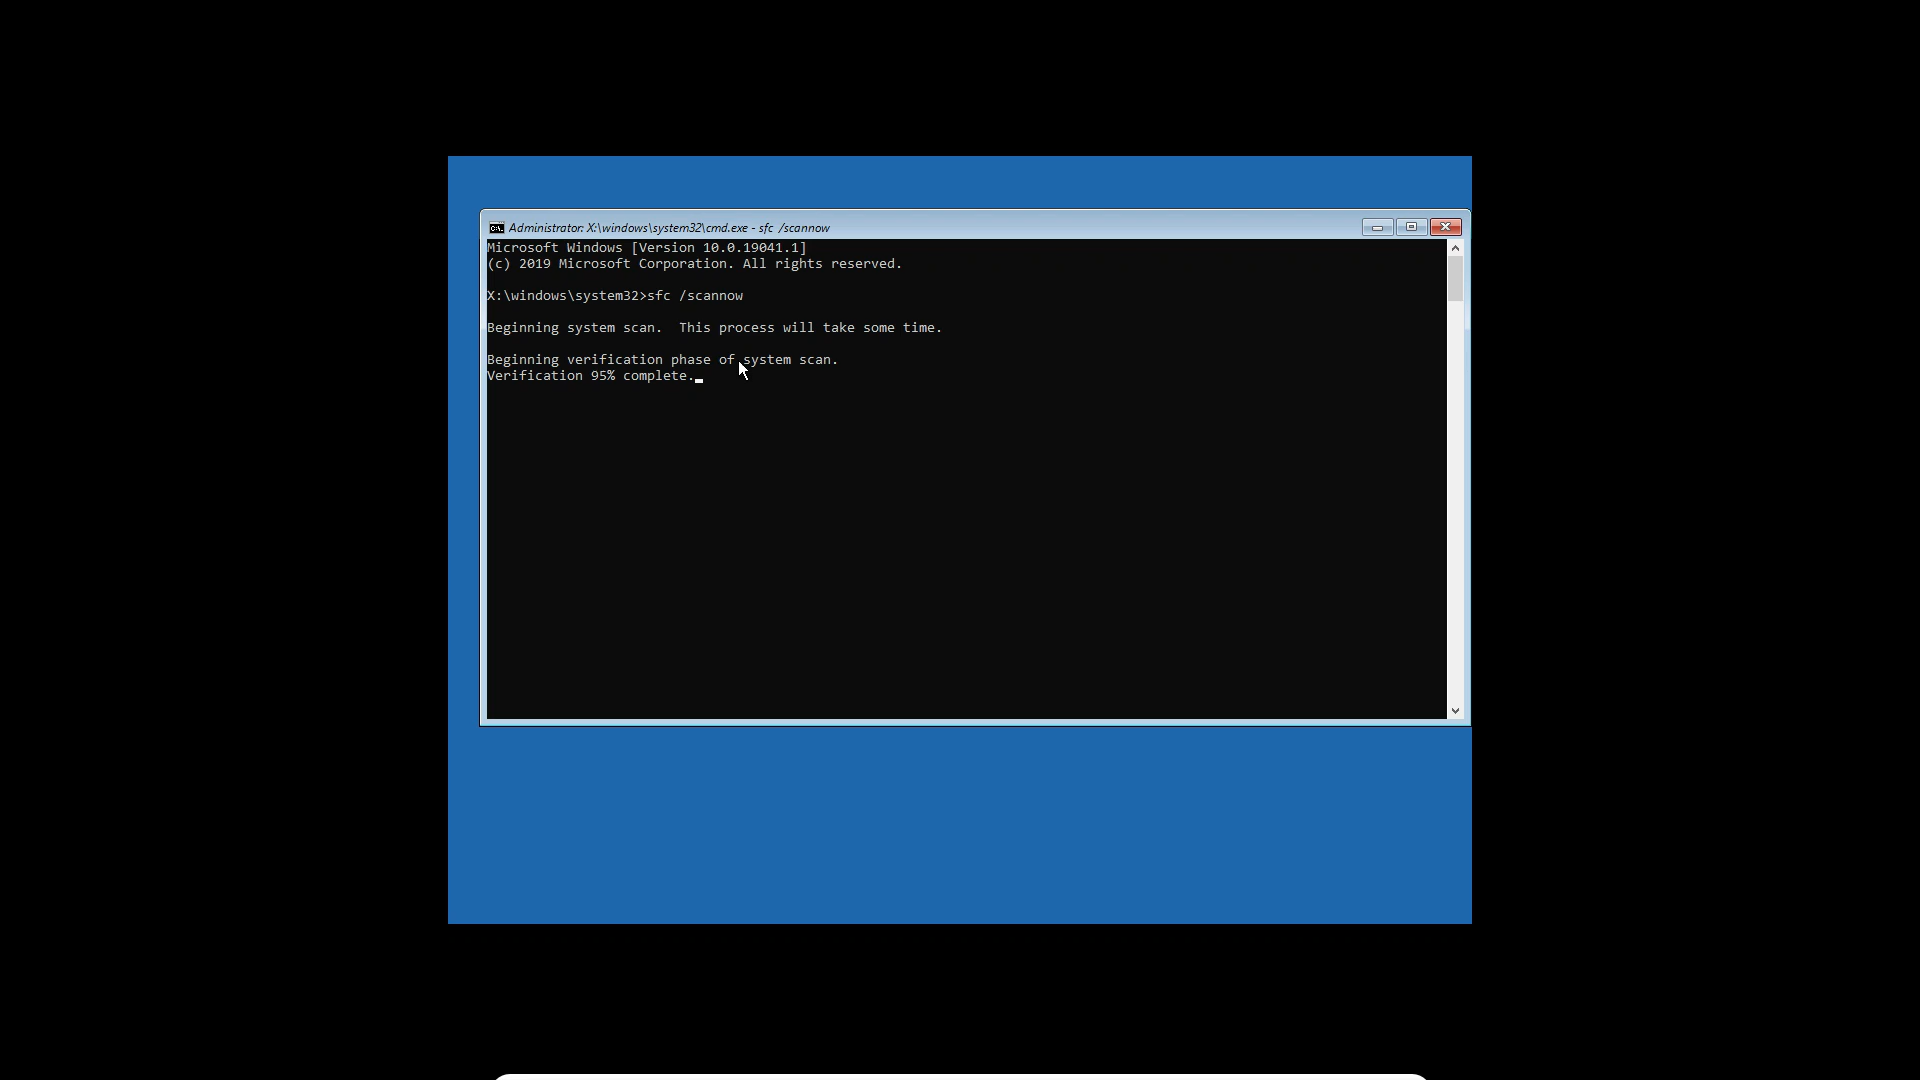 Administrator: X:\windows\system32\cmd.exe - sfc /scannow
Microsoft Windows [Version 10.0.19041.1]
(c) 2019 Microsoft Corporation. All rights reserved.
X:\windows\system32>sfc /scannow
Beginning system scan.  This process will take some time.
Beginning verification phase of system scan.
Verification 95% complete.